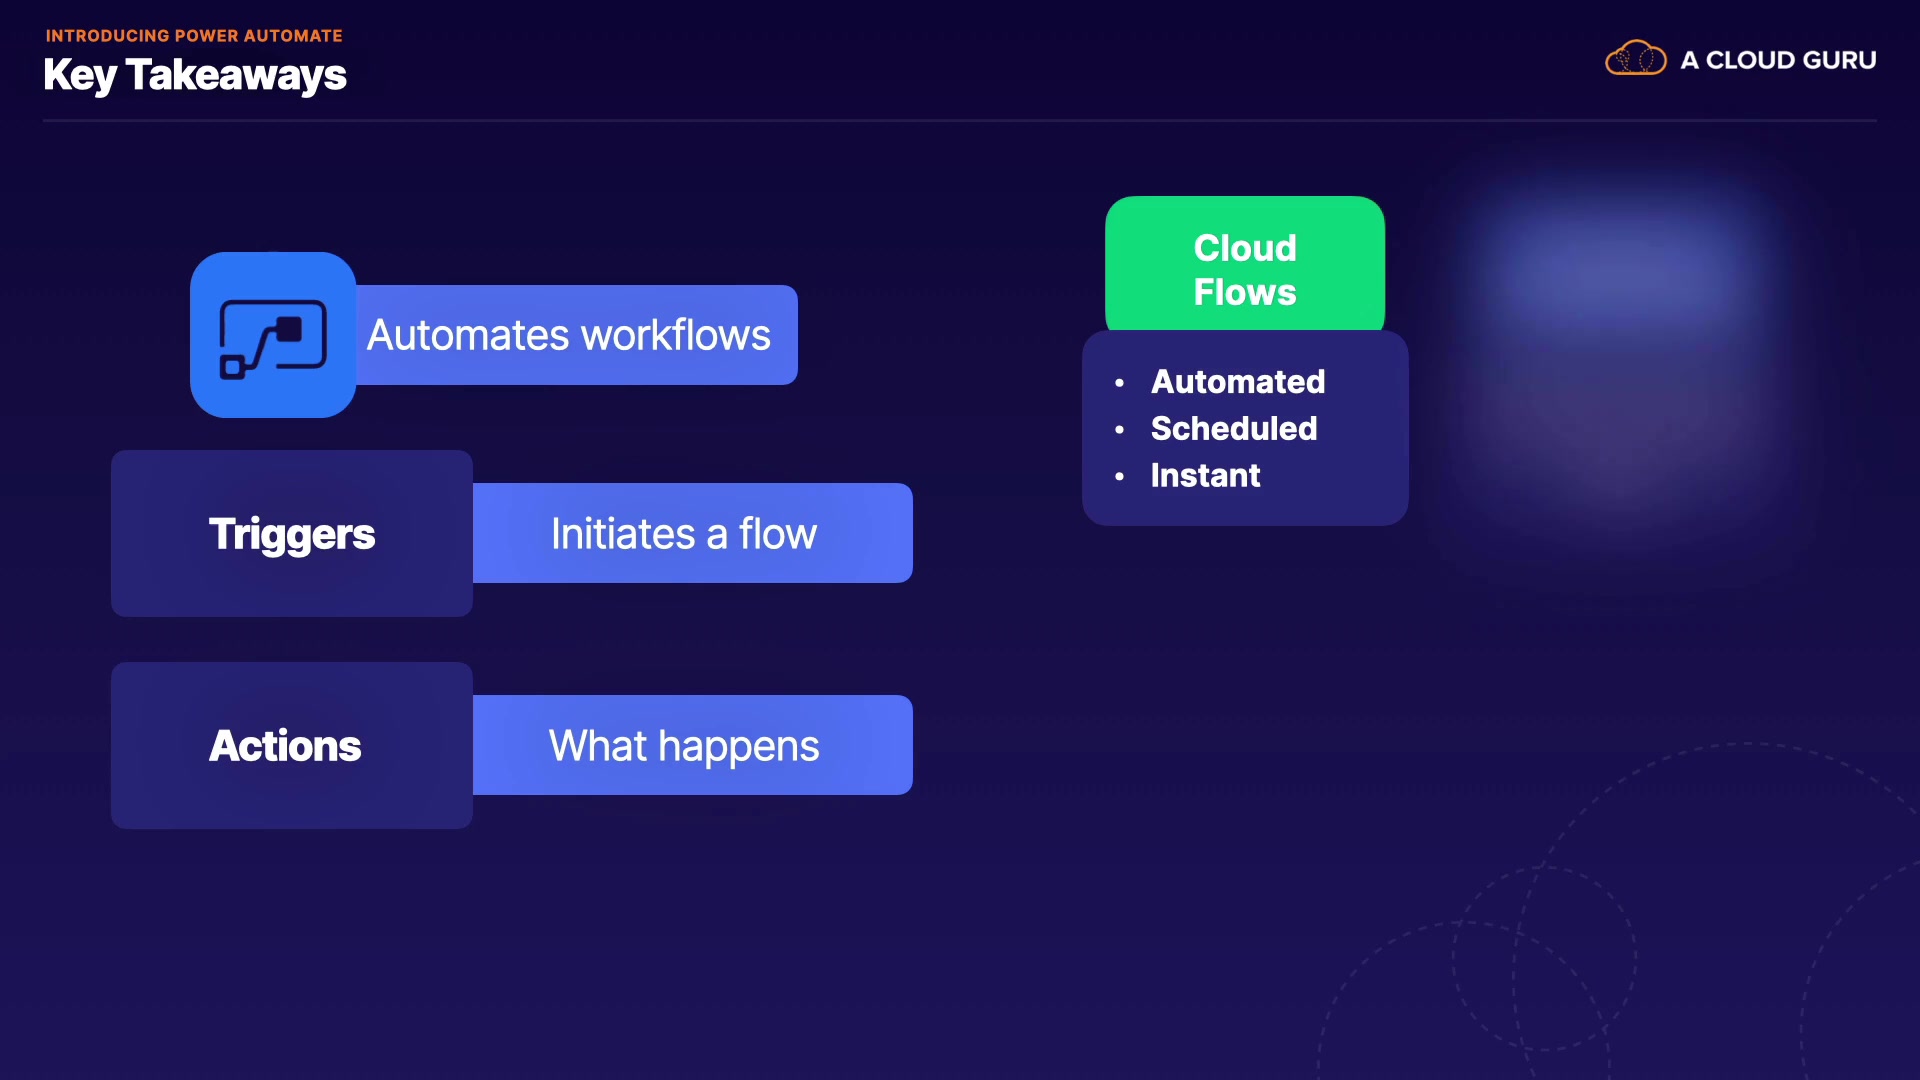 INTRODUCING POWER AUTOMATE
Key Takeaways
A CLOUD GURU
Automates workflows
Triggers
Initiates a flow
Actions
What happens
Cloud
Flows
• Automated
• Scheduled
• Instant